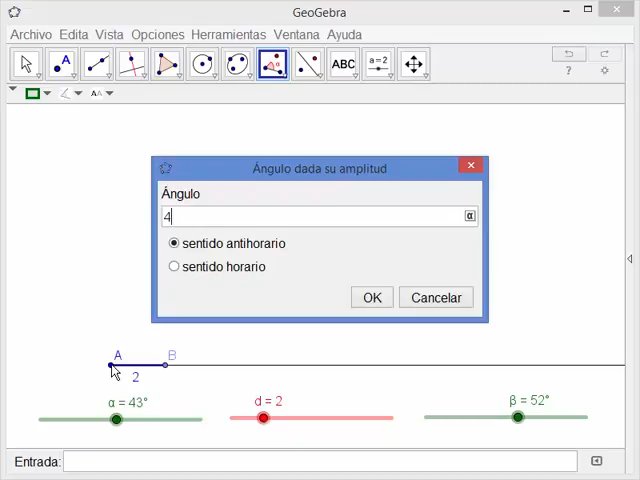 GeoGebra
Archivo Edita Vista Opciones Herramientas Ventana Ayuda
A
α
ABC
a=2
?
AA
Ángulo dada su amplitud
Ángulo
4
α
sentido antihorario
sentido horario
OK
Cancelar
A
B
2
α = 43°
d = 2
β = 52°
Entrada: